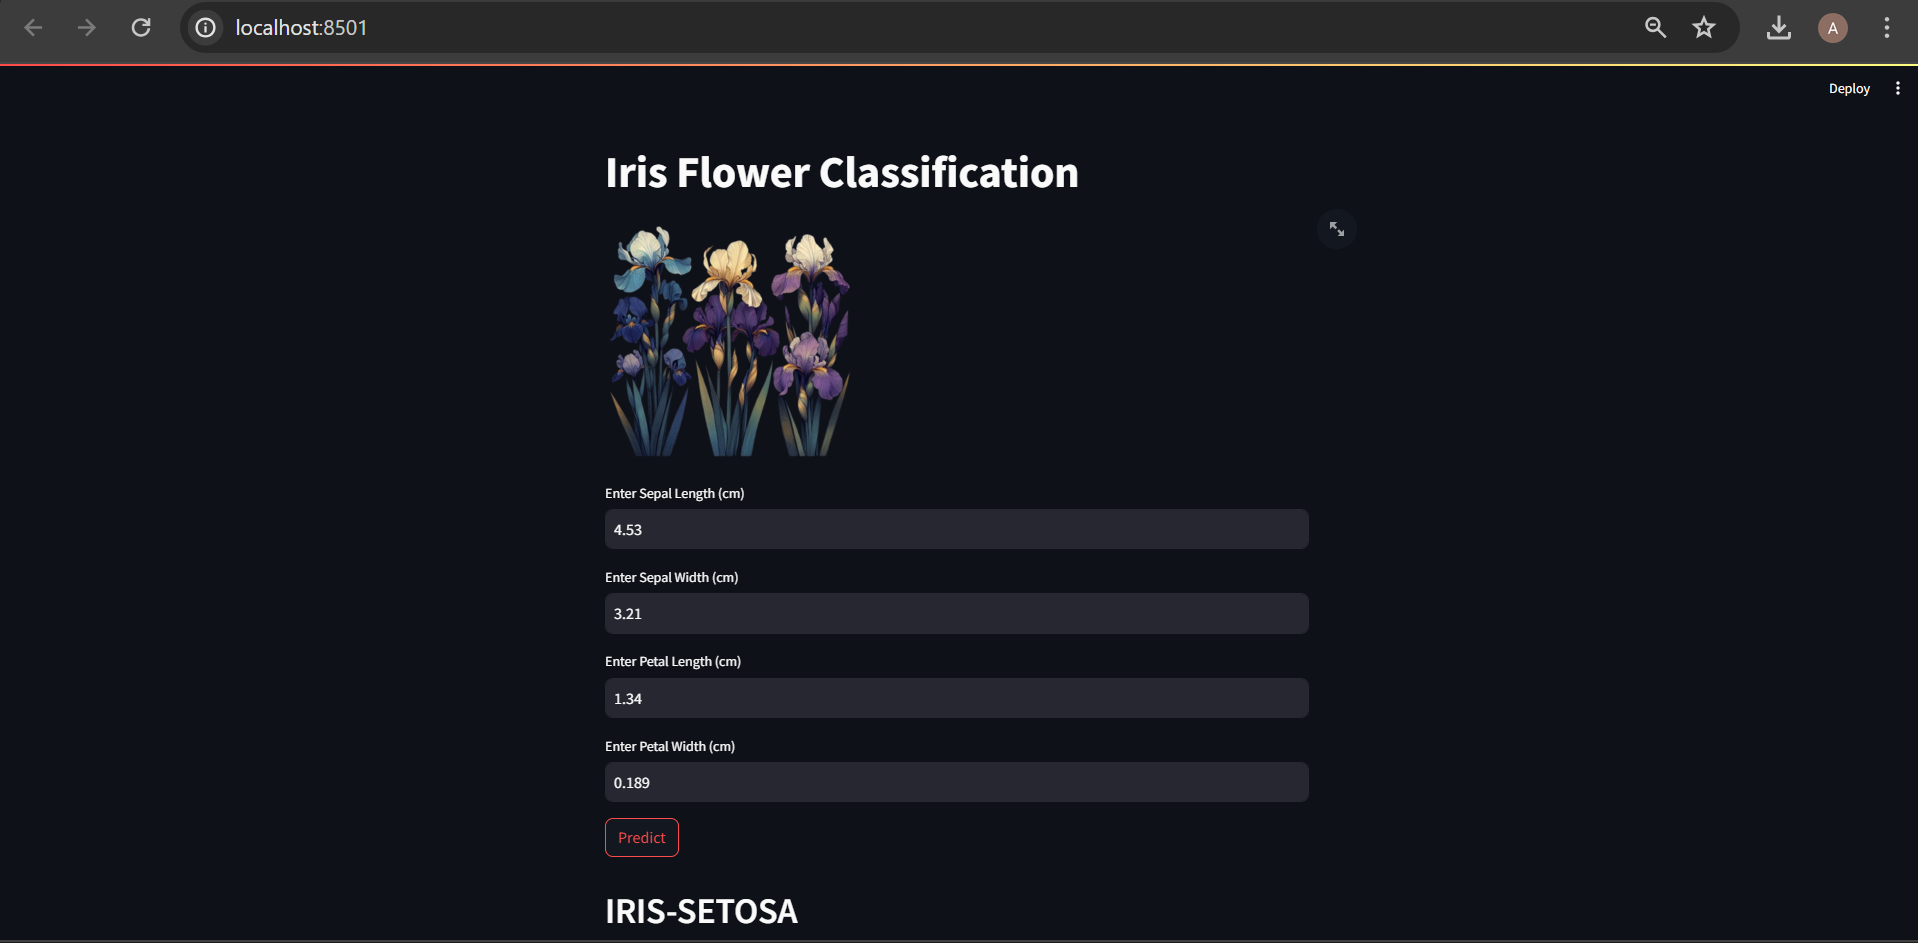 localhost:8501
A
Deploy
Iris Flower Classification
Enter Sepal Length (cm)
4.53
Enter Sepal Width (cm)
3.21
Enter Petal Length (cm)
1.34
Enter Petal Width (cm)
0.189
Predict
IRIS-SETOSA